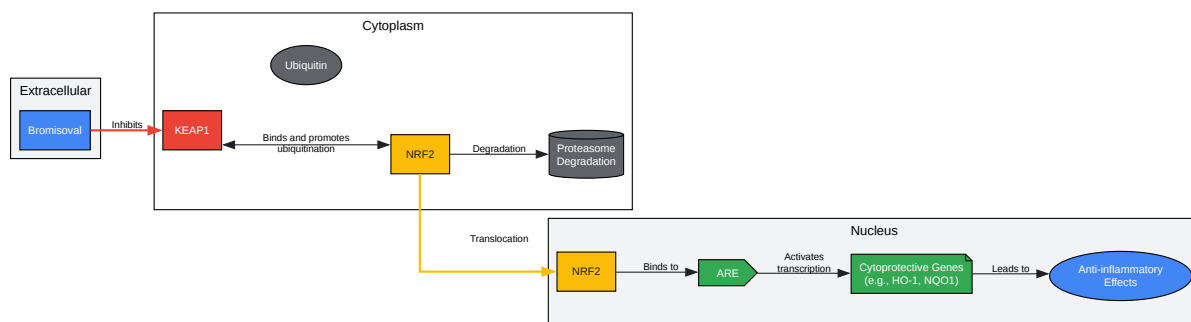 Cytoplasm
Ubiquitin
Extracellular
Bromisoval
Inhibits
KEAP1
Binds and promotes
ubiquitination
NRF2
Degradation
Proteasome
Degradation
Translocation
Nucleus
NRF2
Binds to
ARE
Activates
transcription
Cytoprotective Genes
(e.g., HO-1, NQO1)
Leads to
Anti-inflammatory
Effects